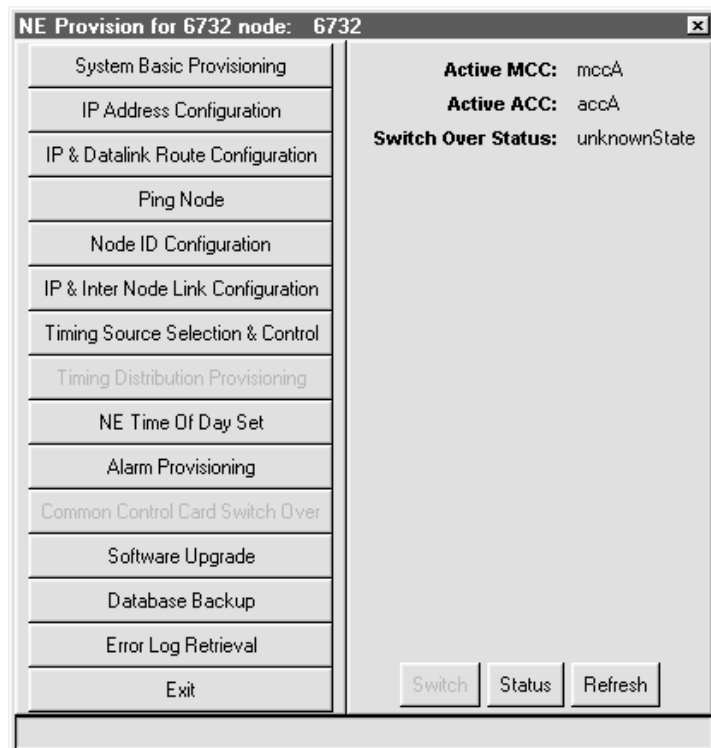 NE Provision for 6732 node: 6732
System Basic Provisioning
IP Address Configuration
IP & Datalink Route Configuration
Ping Node
Node ID Configuration
IP & Inter Node Link Configuration
Timing Source Selection & Control
Timing Distribution Provisioning
NE Time Of Day Set
Alarm Provisioning
Common Control Card Switch Over
Software Upgrade
Database Backup
Error Log Retrieval
Exit
Active MCC: mccA
Active ACC: accA
Switch Over Status: unknownState
Switch Status Refresh